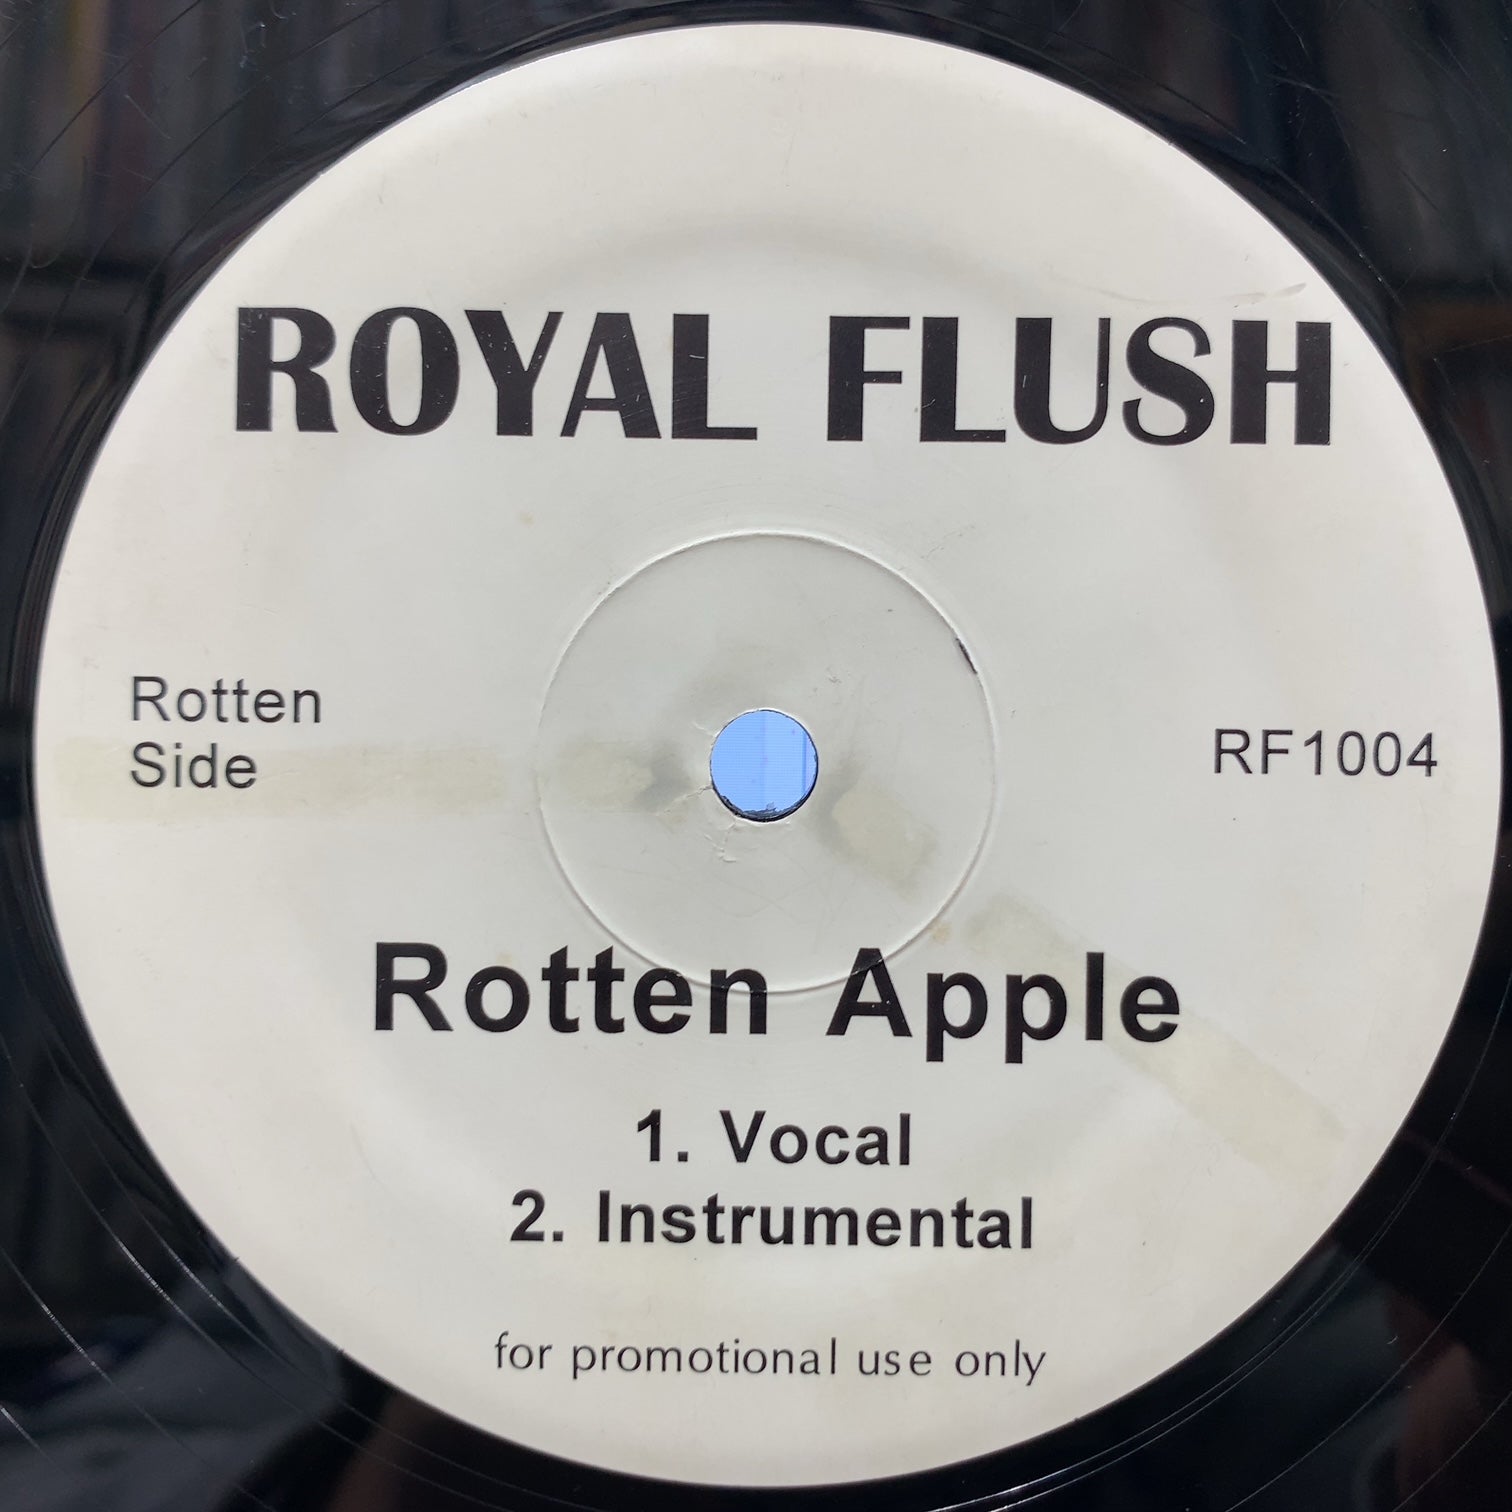 ROYAL FLUSH
Rotten
Side
RF1004
Rotten Apple
1. Vocal
2. Instrumental
for promotional use only